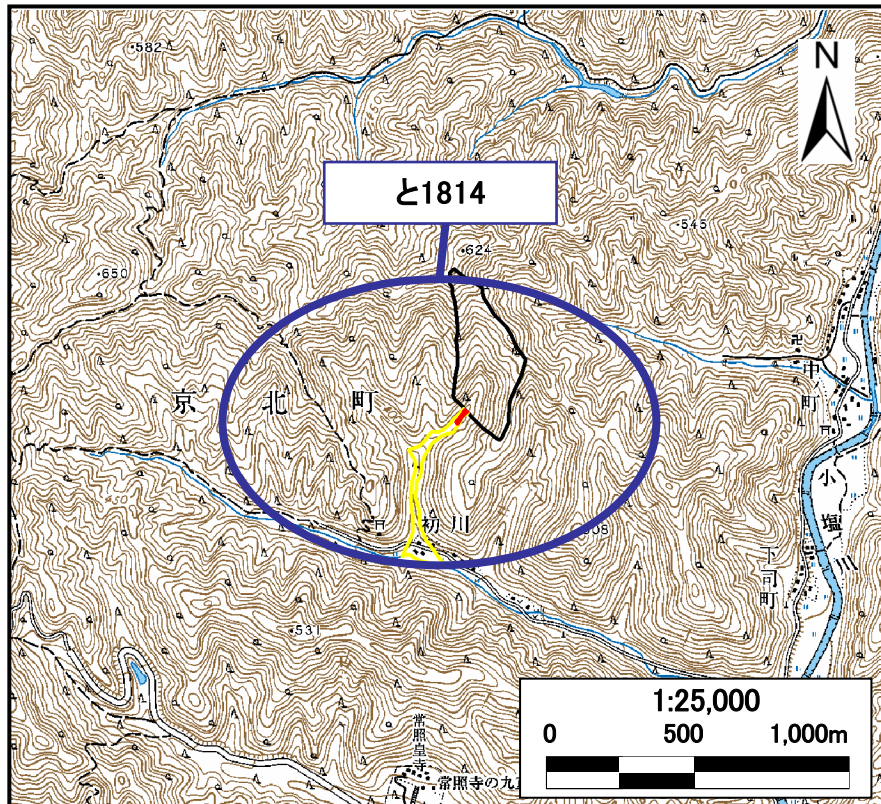 ・582
N
と1814
・545
・624
・650
中町
京北町
400
小塩川
初川
508
下司町
・531
1:25,000
0 500 1,000m
常照皇寺
常照寺の九